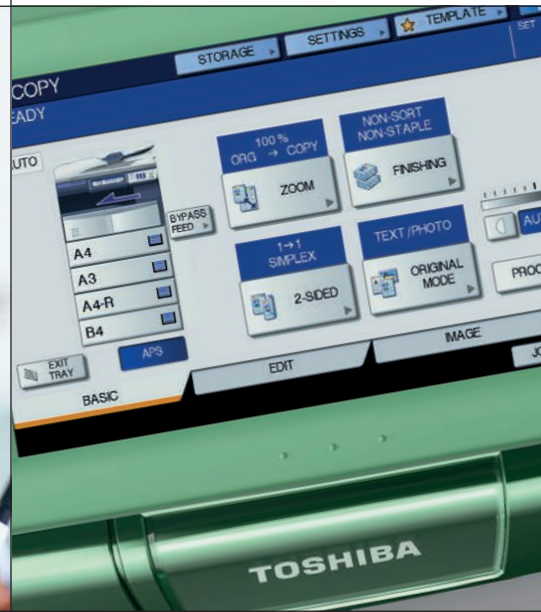 TEMPLATE
SETTINGS
STORAGE
SET
COPY
EADY
UTO
100 %
ORG → COPY
ZOOM
NON-SORT
NON-STAPLE
FINISHING
BYPASS
FEED
A4
A3
A4-R
B4
1→1
SIMPLEX
2-SIDED
TEXT/PHOTO
ORIGINAL
MODE
AU
PROC
EXIT
TRAY
APS
BASIC
EDIT
IMAGE
JO
TOSHIBA